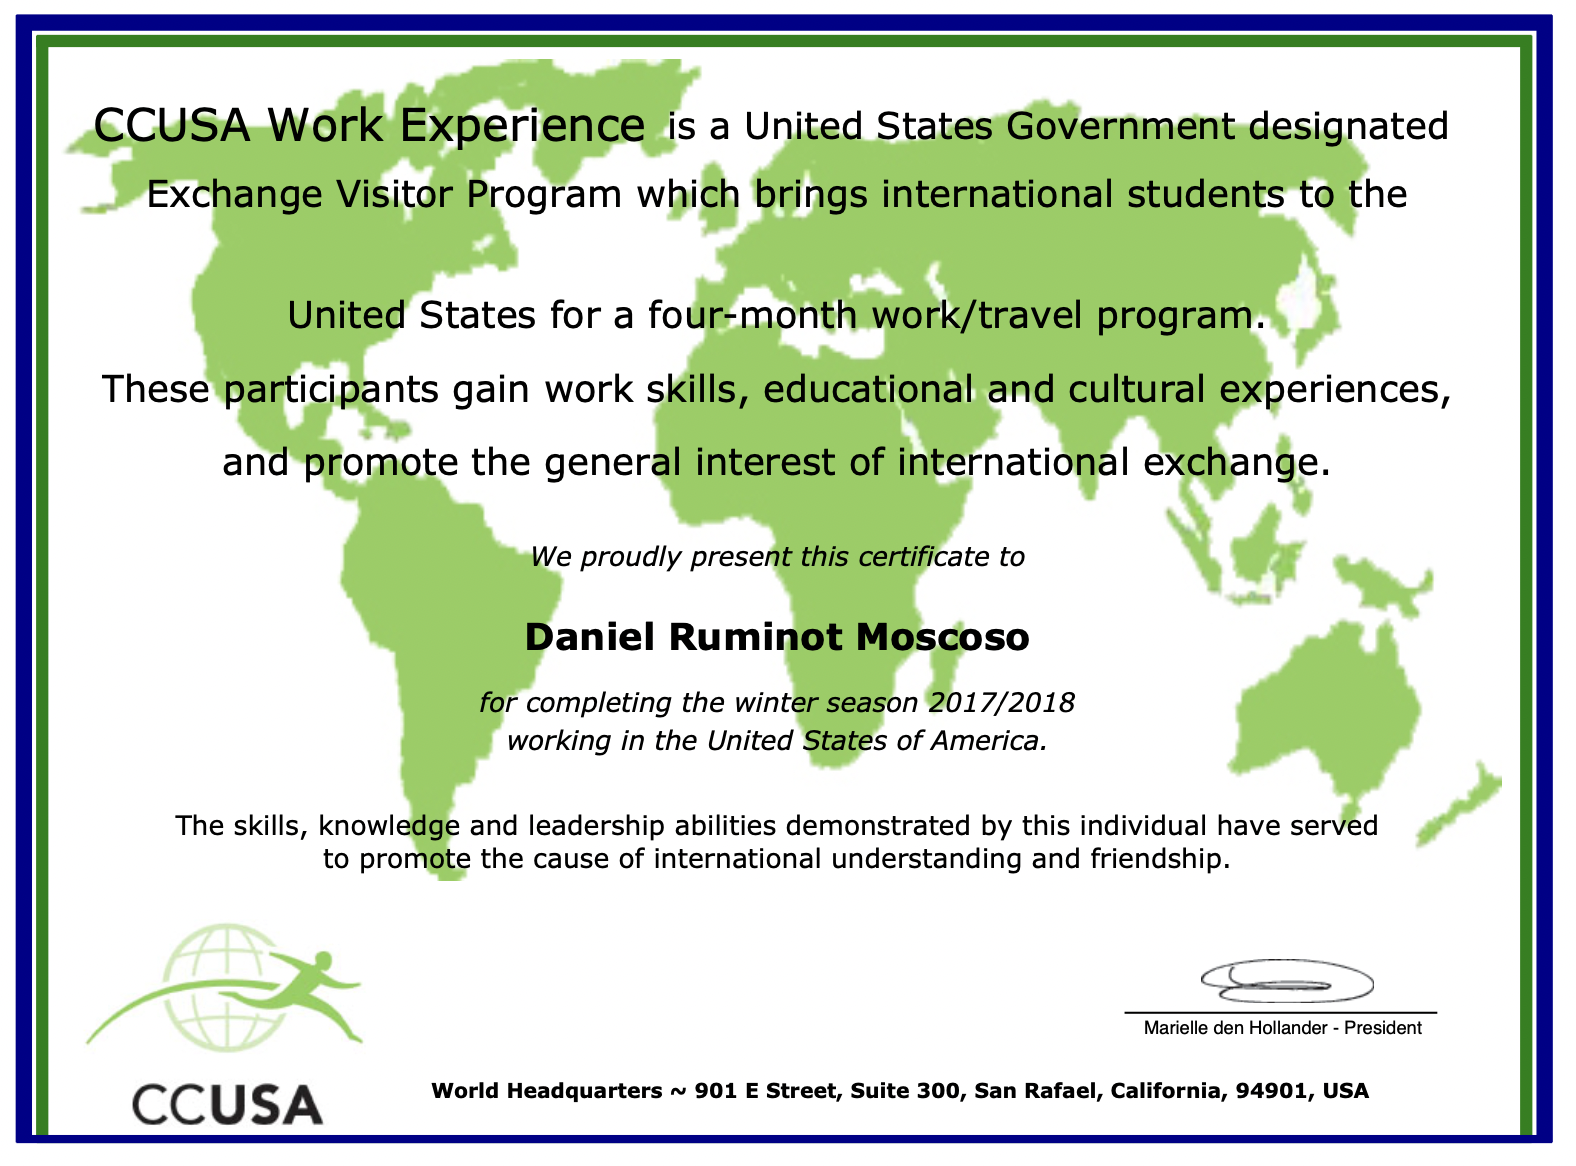 CCUSA Work Experience is a United States Government designated
Exchange Visitor Program which brings international students to the
United States for a four-month work/travel program.
These participants gain work skills, educational and cultural experiences,
and promote the general interest of international exchange.
We proudly present this certificate to
Daniel Ruminot Moscoso
for completing the winter season 2017/2018
working in the United States of America.
The skills, knowledge and leadership abilities demonstrated by this individual have served
to promote the cause of international understanding and friendship.
Marielle den Hollander - President
CCUSA
World Headquarters ~ 901 E Street, Suite 300, San Rafael, California, 94901, USA